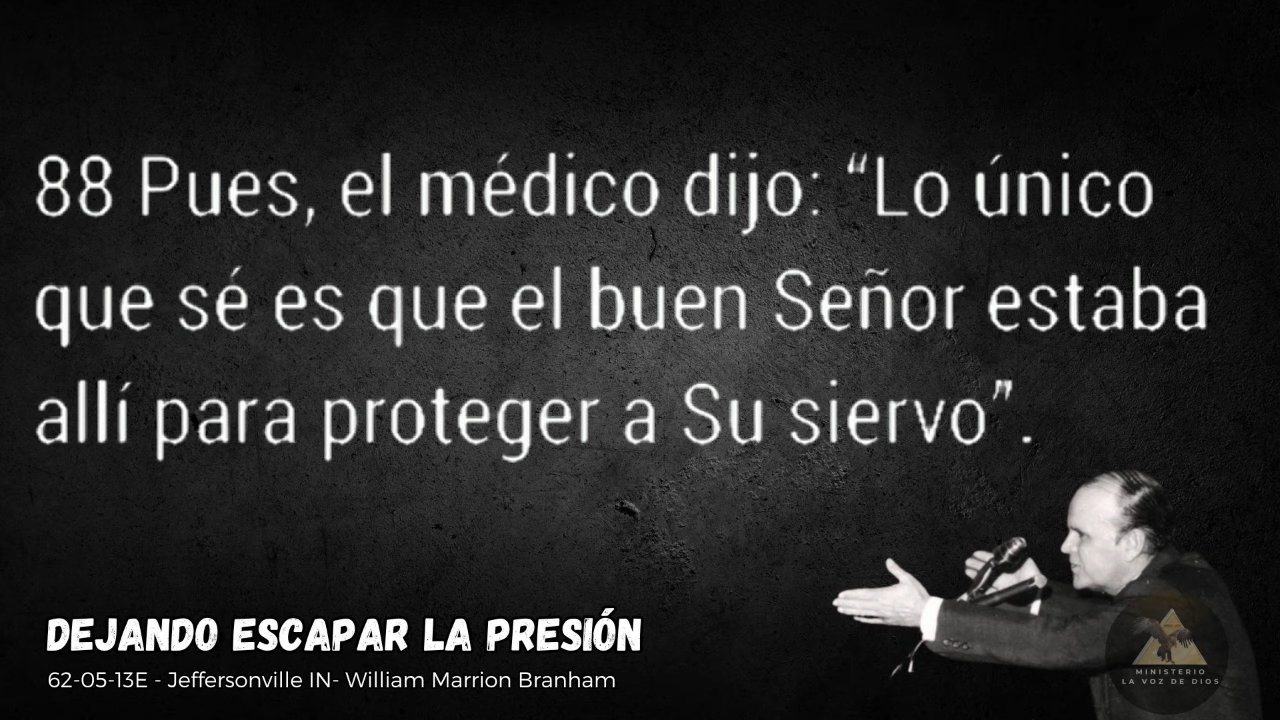 88 Pues, el médico dijo: “Lo único
que sé es que el buen Señor estaba
allí para proteger a Su siervo”.
DEJANDO ESCAPAR LA PRESIÓN
62-05-13E - Jeffersonville IN- William Marrion Branham
MINISTERIO
LA VOZ DE DIOS